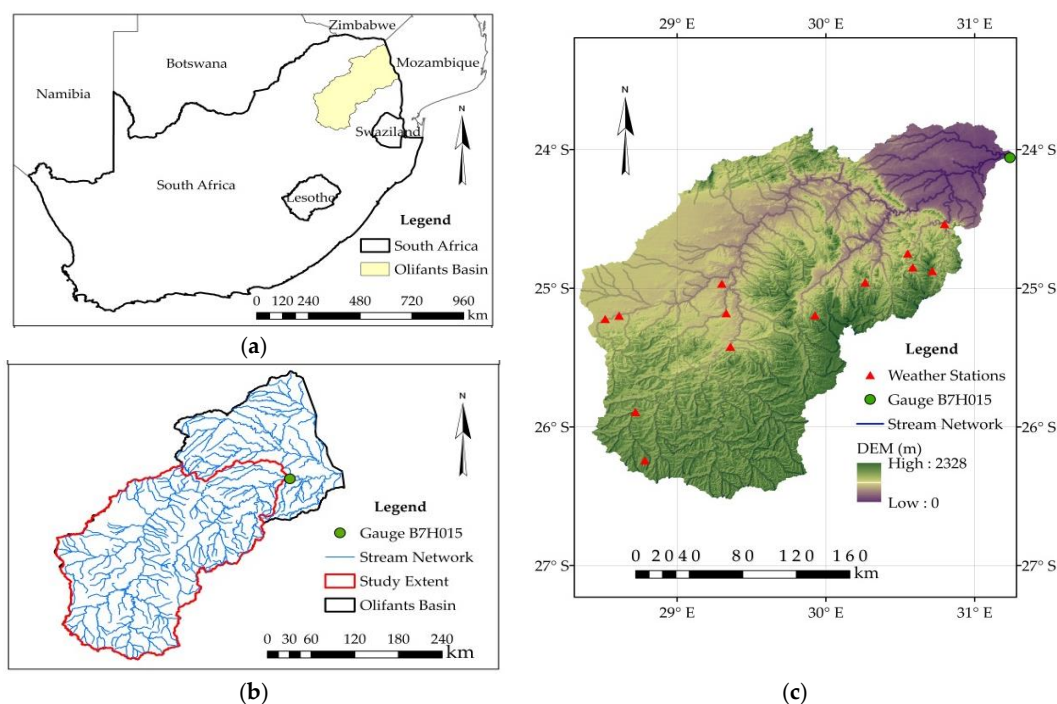 Zimbabwe
Botswana
Mozambique
Namibia
N
Swaziland
South Africa
Lesotho
Legend
South Africa
Olifants Basin
0 120 240 480 720 960
km
(a)
N
Legend
Gauge B7H015
Stream Network
Study Extent
Olifants Basin
0 30 60 120 180 240
km
(b)
29° E 30° E 31° E
N
24° S 24° S
25° S 25° S
Legend
Weather Stations
Gauge B7H015
Stream Network
26° S 26° S
DEM (m)
High : 2328
Low : 0
0 20 40 80 120 160
km
27° S 27° S
29° E 30° E 31° E
(c)